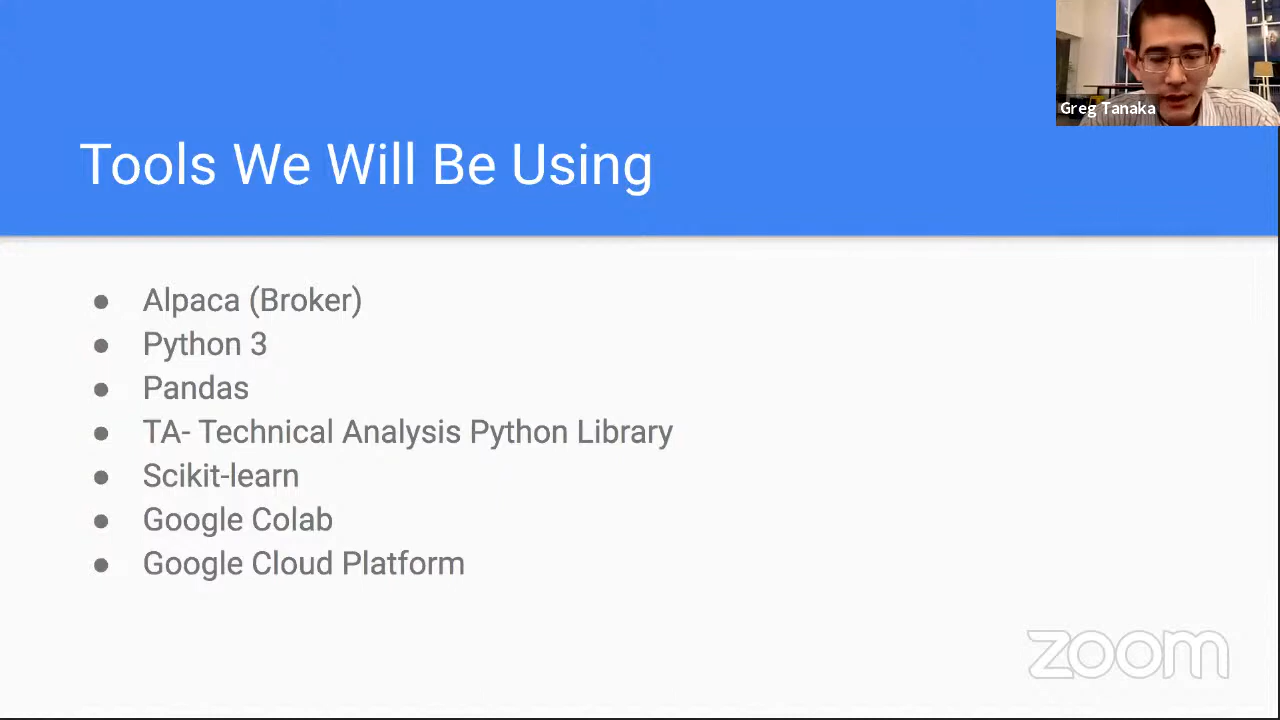 Greg Tanaka
Tools We Will Be Using
● Alpaca (Broker)
● Python 3
● Pandas
● TA- Technical Analysis Python Library
● Scikit-learn
● Google Colab
● Google Cloud Platform
zoom